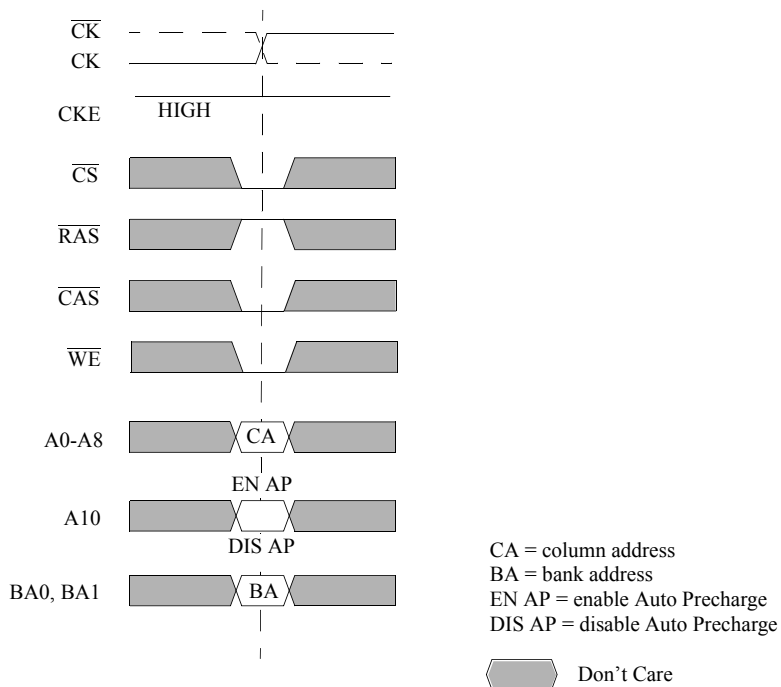 CK
CK
CKE
HIGH
CS
RAS
CAS
WE
A0-A8
CA
EN AP
A10
DIS AP
BA0, BA1
BA
CA = column address
BA = bank address
EN AP = enable Auto Precharge
DIS AP = disable Auto Precharge
Don't Care